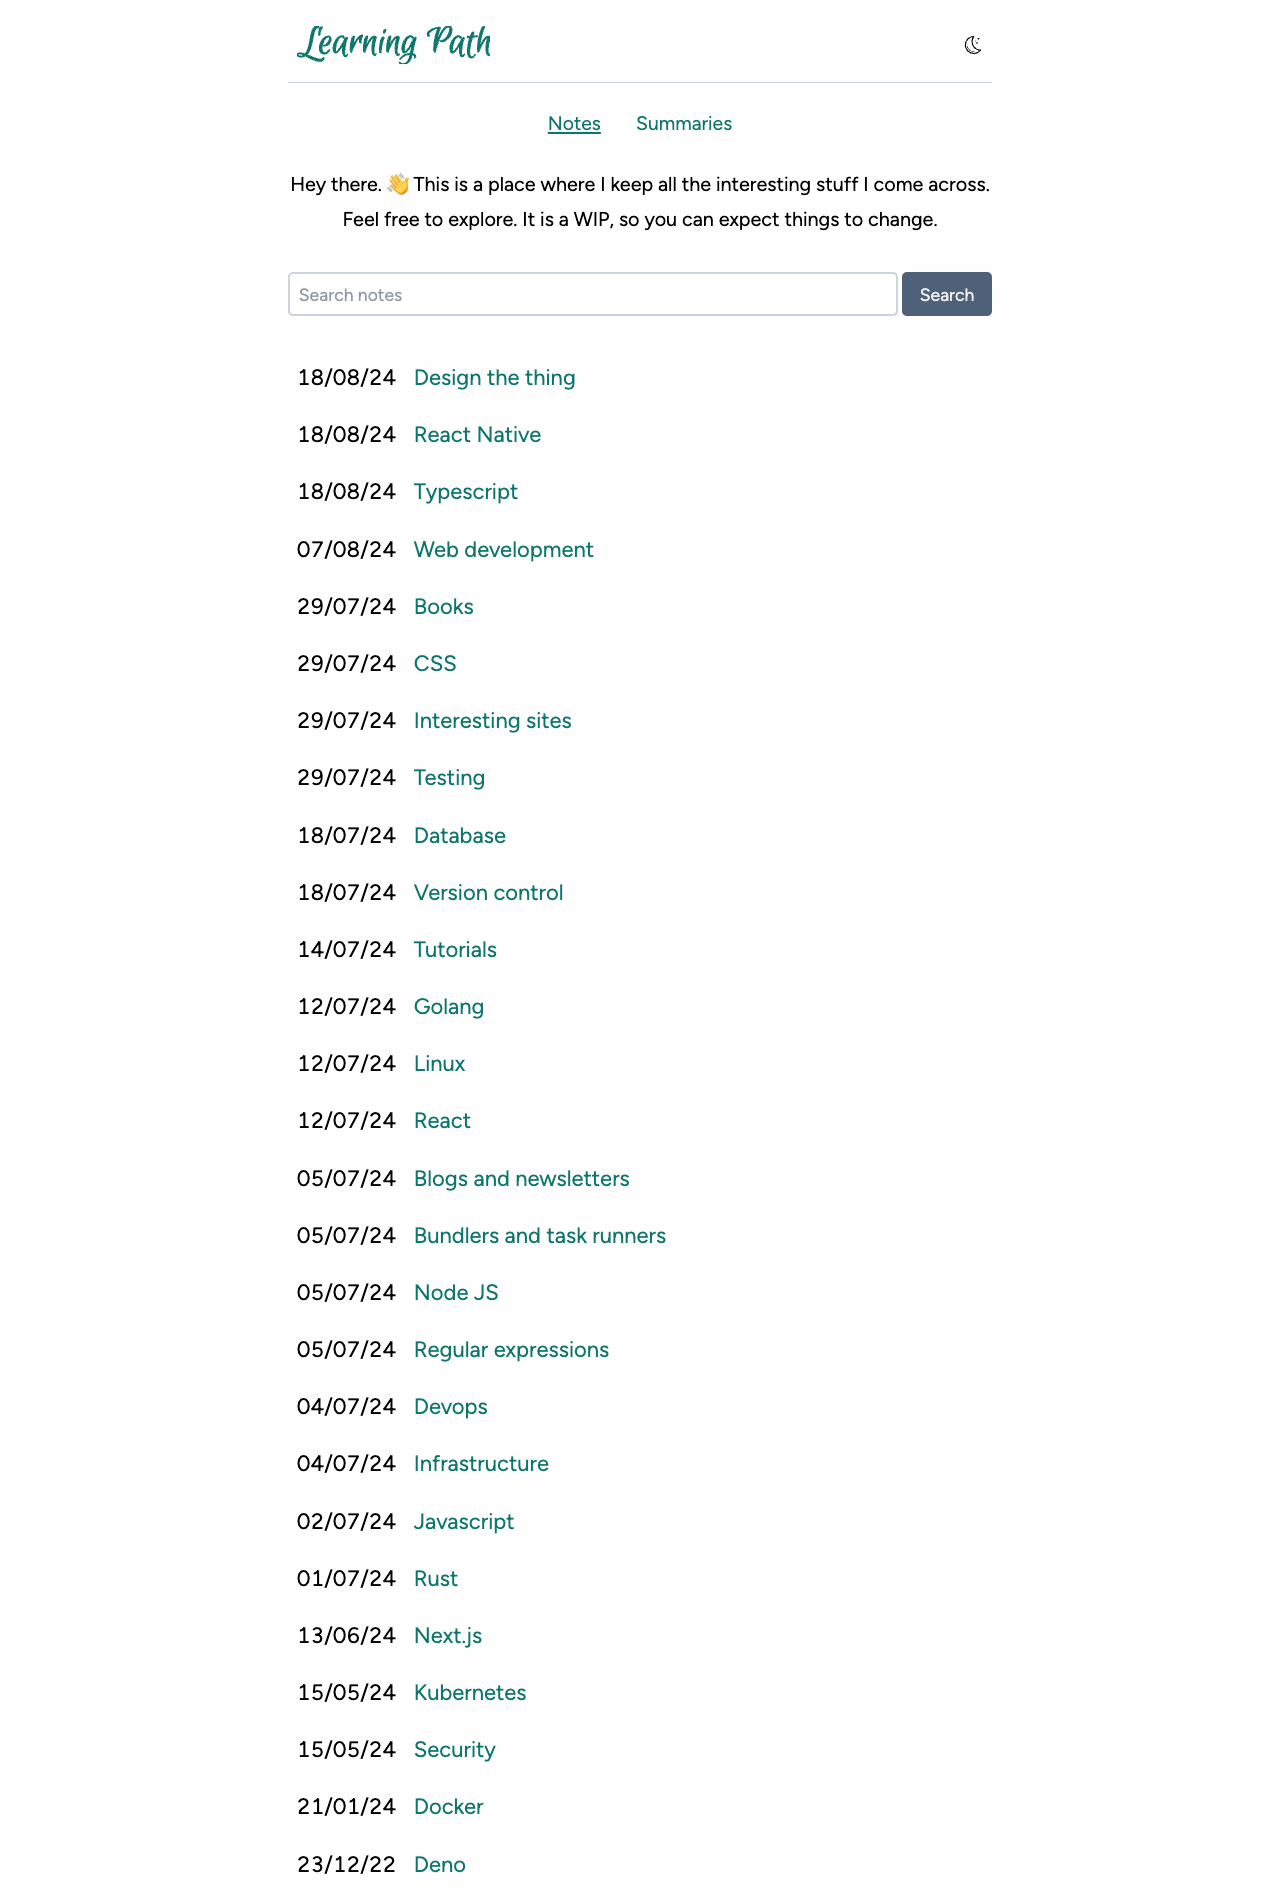 Learning Path
Notes Summaries
Hey there. 👋 This is a place where I keep all the interesting stuff I come across.
Feel free to explore. It is a WIP, so you can expect things to change.
Search notes Search
18/08/24 Design the thing
18/08/24 React Native
18/08/24 Typescript
07/08/24 Web development
29/07/24 Books
29/07/24 CSS
29/07/24 Interesting sites
29/07/24 Testing
18/07/24 Database
18/07/24 Version control
14/07/24 Tutorials
12/07/24 Golang
12/07/24 Linux
12/07/24 React
05/07/24 Blogs and newsletters
05/07/24 Bundlers and task runners
05/07/24 Node JS
05/07/24 Regular expressions
04/07/24 Devops
04/07/24 Infrastructure
02/07/24 Javascript
01/07/24 Rust
13/06/24 Next.js
15/05/24 Kubernetes
15/05/24 Security
21/01/24 Docker
23/12/22 Deno